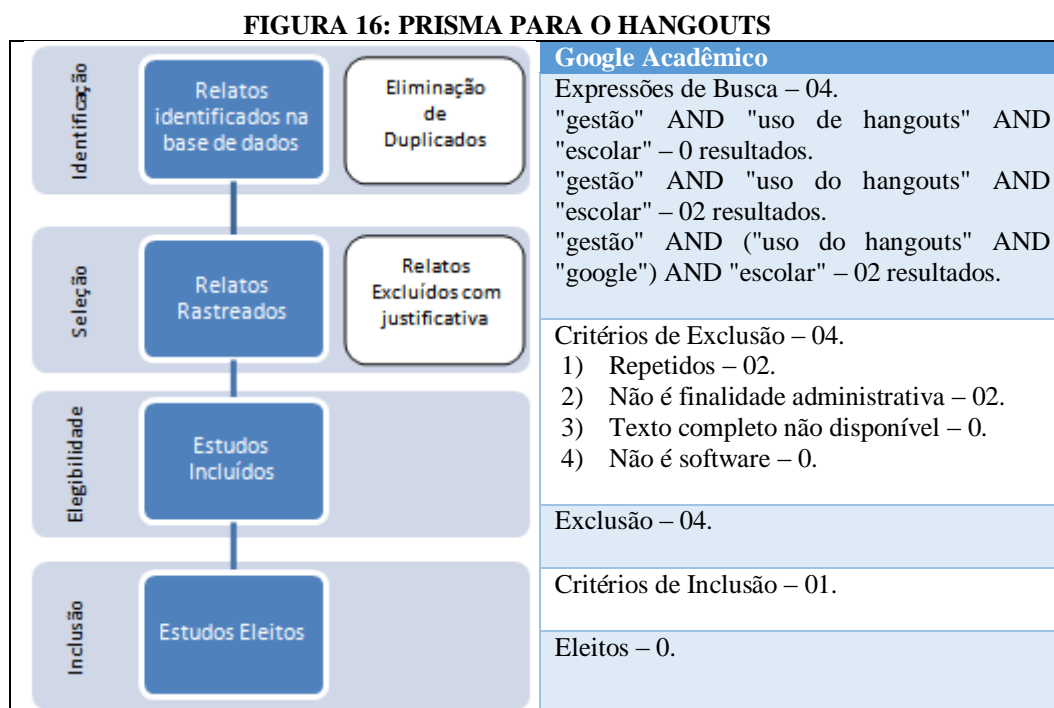 FIGURA 16: PRISMA PARA O HANGOUTS
Identificação
Relatos
identificados na
base de dados
Eliminação
de
Duplicados
Seleção
Relatos
Rastreados
Relatos
Excluídos com
justificativa
Elegibilidade
Estudos
Incluídos
Inclusão
Estudos Eleitos
Google Acadêmico
Expressões de Busca – 04.
"gestão" AND "uso de hangouts" AND
"escolar" – 0 resultados.
"gestão" AND "uso do hangouts" AND
"escolar" – 02 resultados.
"gestão" AND ("uso do hangouts" AND
"google") AND "escolar" – 02 resultados.
Critérios de Exclusão – 04.
1) Repetidos – 02.
2) Não é finalidade administrativa – 02.
3) Texto completo não disponível – 0.
4) Não é software – 0.
Exclusão – 04.
Critérios de Inclusão – 01.
Eleitos – 0.